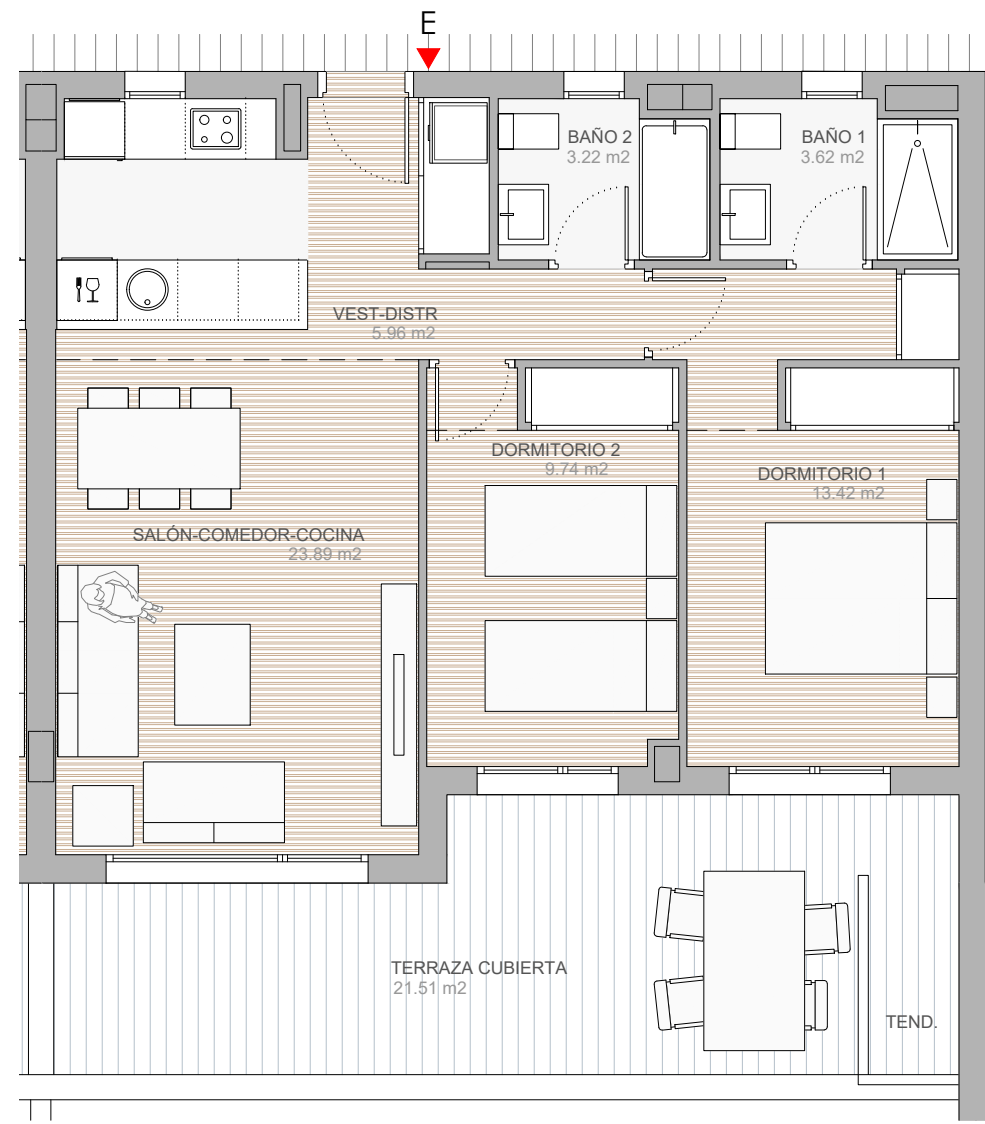 E
BAÑO 2
3.22 m2
BAÑO 1
3.62 m2
VEST-DISTR
5.96 m2
DORMITORIO 2
9.74 m2
DORMITORIO 1
13.42 m2
SALÓN-COMEDOR-COCINA
23.89 m2
TERRAZA CUBIERTA
21.51 m2
TEND.